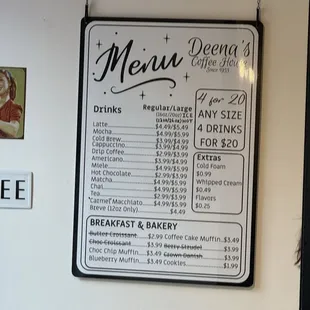 Menu
Deena's
Coffee House
Since 1955
Drinks
Regular/Large
Latte $4.49/$5.49
Mocha $4.99/$5.99
Cold Brew $3.99/$4.99
Cappuccino $3.99/$4.99
Drip Coffee $2.99/$3.99
Americano $3.99/$4.99
Miele $4.99/$5.99
Hot Chocolate $2.99/$3.99
Matcha $4.99/$5.99
Chai $4.99/$5.99
Tea $2.99/$3.99
"Carmel" Macchiato $4.99/$5.99
Breve (12oz Only) $4.49
4 for 20
ANY SIZE
4 DRINKS
FOR $20
Extras
Cold Foam
$0.99
Whipped Cream
$0.49
Flavors
$0.25
BREAKFAST & BAKERY
Butter Croissant $2.99 Coffee Cake Muffin $3.49
Choc Croissant $3.99 Berry Strudel $3.99
Choc Chip Muffin $3.49 Crown Danish $3.99
Blueberry Muffin $3.49 Cookies $1.99
EE